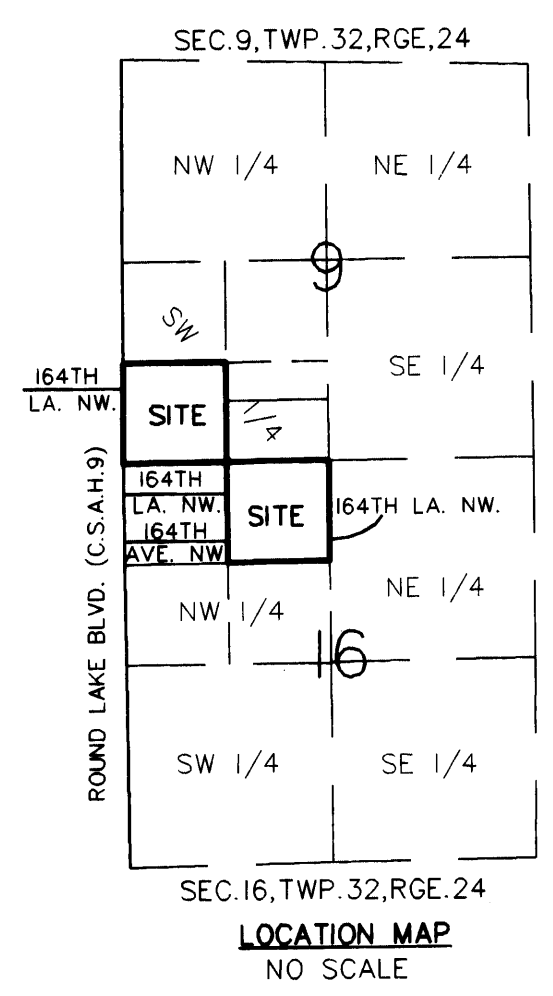 SEC.9,TWP.32,RGE,24
NW 1/4
NE 1/4
9
SW
1/4
SE 1/4
164TH
LA. NW.
SITE
164TH
LA. NW.
164TH
AVE. NW
SITE
164TH LA. NW.
ROUND LAKE BLVD. (C.S.A.H.9)
NW 1/4
NE 1/4
16
SW 1/4
SE 1/4
SEC.16,TWP.32,RGE.24
LOCATION MAP
NO SCALE